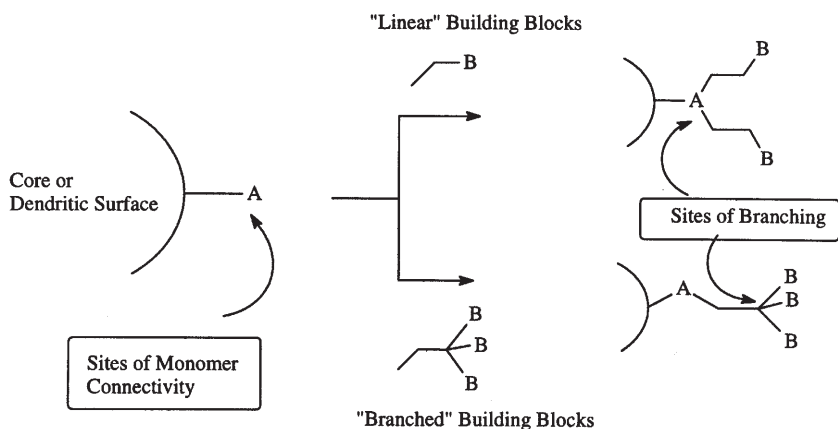 "Linear" Building Blocks
B
B
A
B
Core or
Dendritic Surface
A
Sites of Branching
A
B
B
B
B
B
B
Sites of Monomer
Connectivity
"Branched" Building Blocks